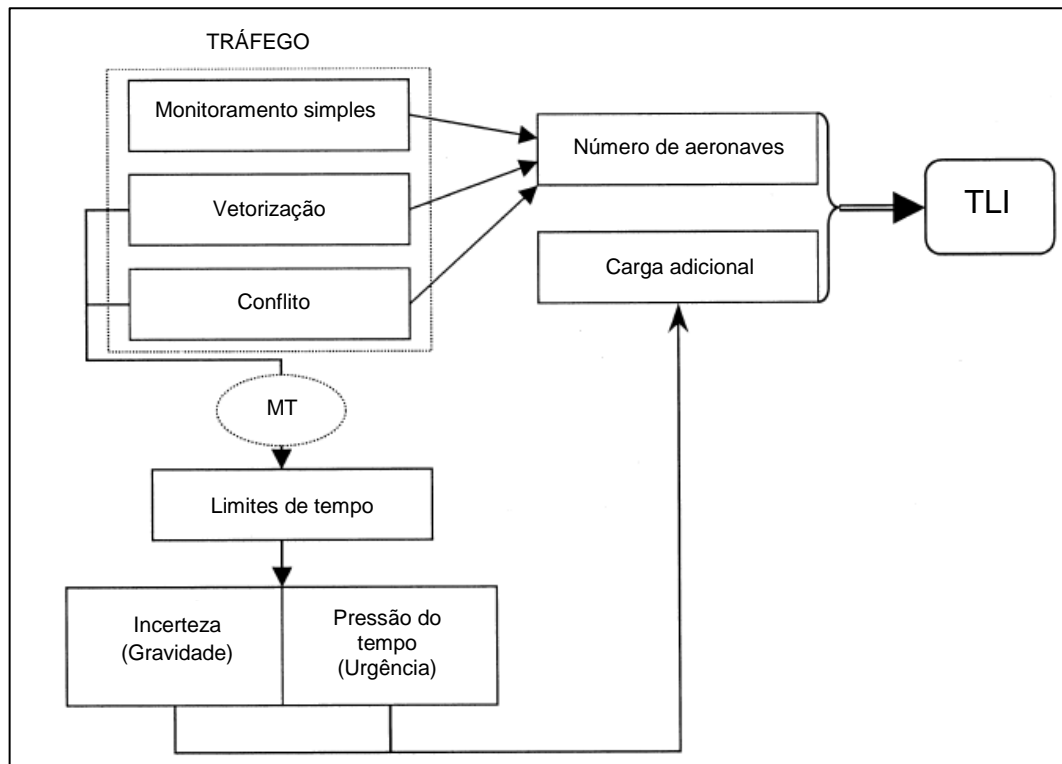 TRÁFEGO
Monitoramento simples
Vetorização
Conflito
Número de aeronaves
Carga adicional
TLI
MT
Limites de tempo
Incerteza
(Gravidade)
Pressão do
tempo
(Urgência)